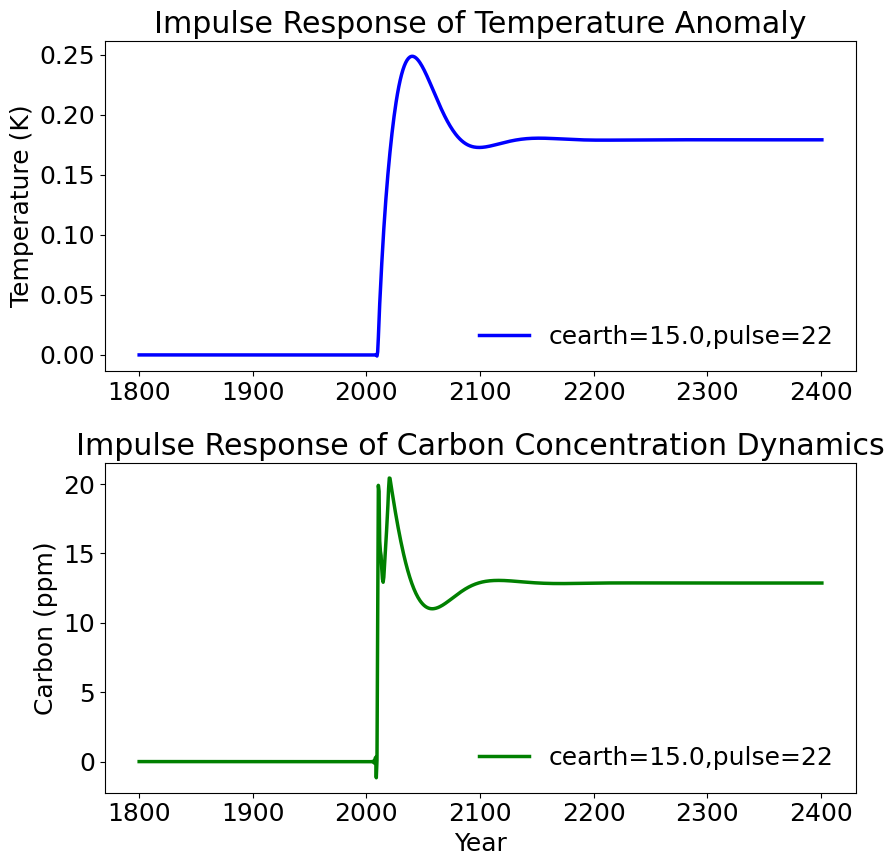 Impulse Response of Temperature Anomaly
Temperature (K)
0.25
0.20
0.15
0.10
0.05
0.00
cearth=15.0,pulse=22
1800 1900 2000 2100 2200 2300 2400
Impulse Response of Carbon Concentration Dynamics
Carbon (ppm)
20
15
10
5
0
cearth=15.0,pulse=22
1800 1900 2000 2100 2200 2300 2400
Year